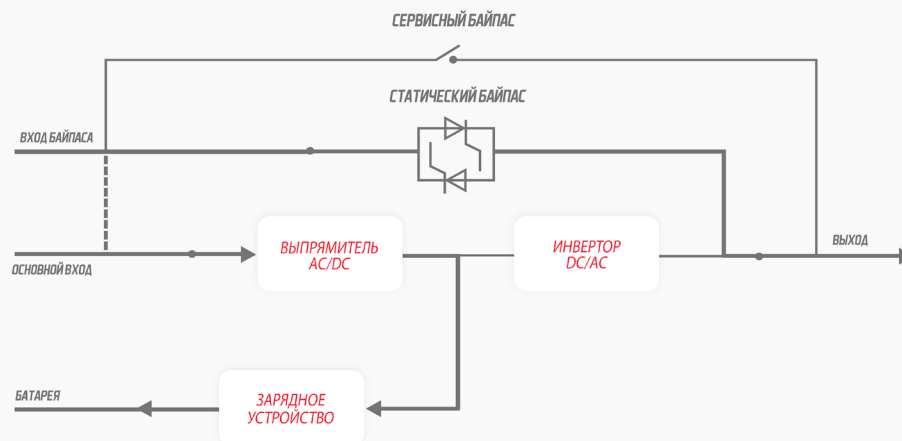 СЕРВИСНЫЙ БАЙПАС
СТАТИЧЕСКИЙ БАЙПАС
ВХОД БАЙПАСА
ВЫПРЯМИТЕЛЬ
AC/DC
ИНВЕРТОР
DC/AC
ВЫХОД
ОСНОВНОЙ ВХОД
БАТАРЕЯ
ЗАРЯДНОЕ
УСТРОЙСТВО